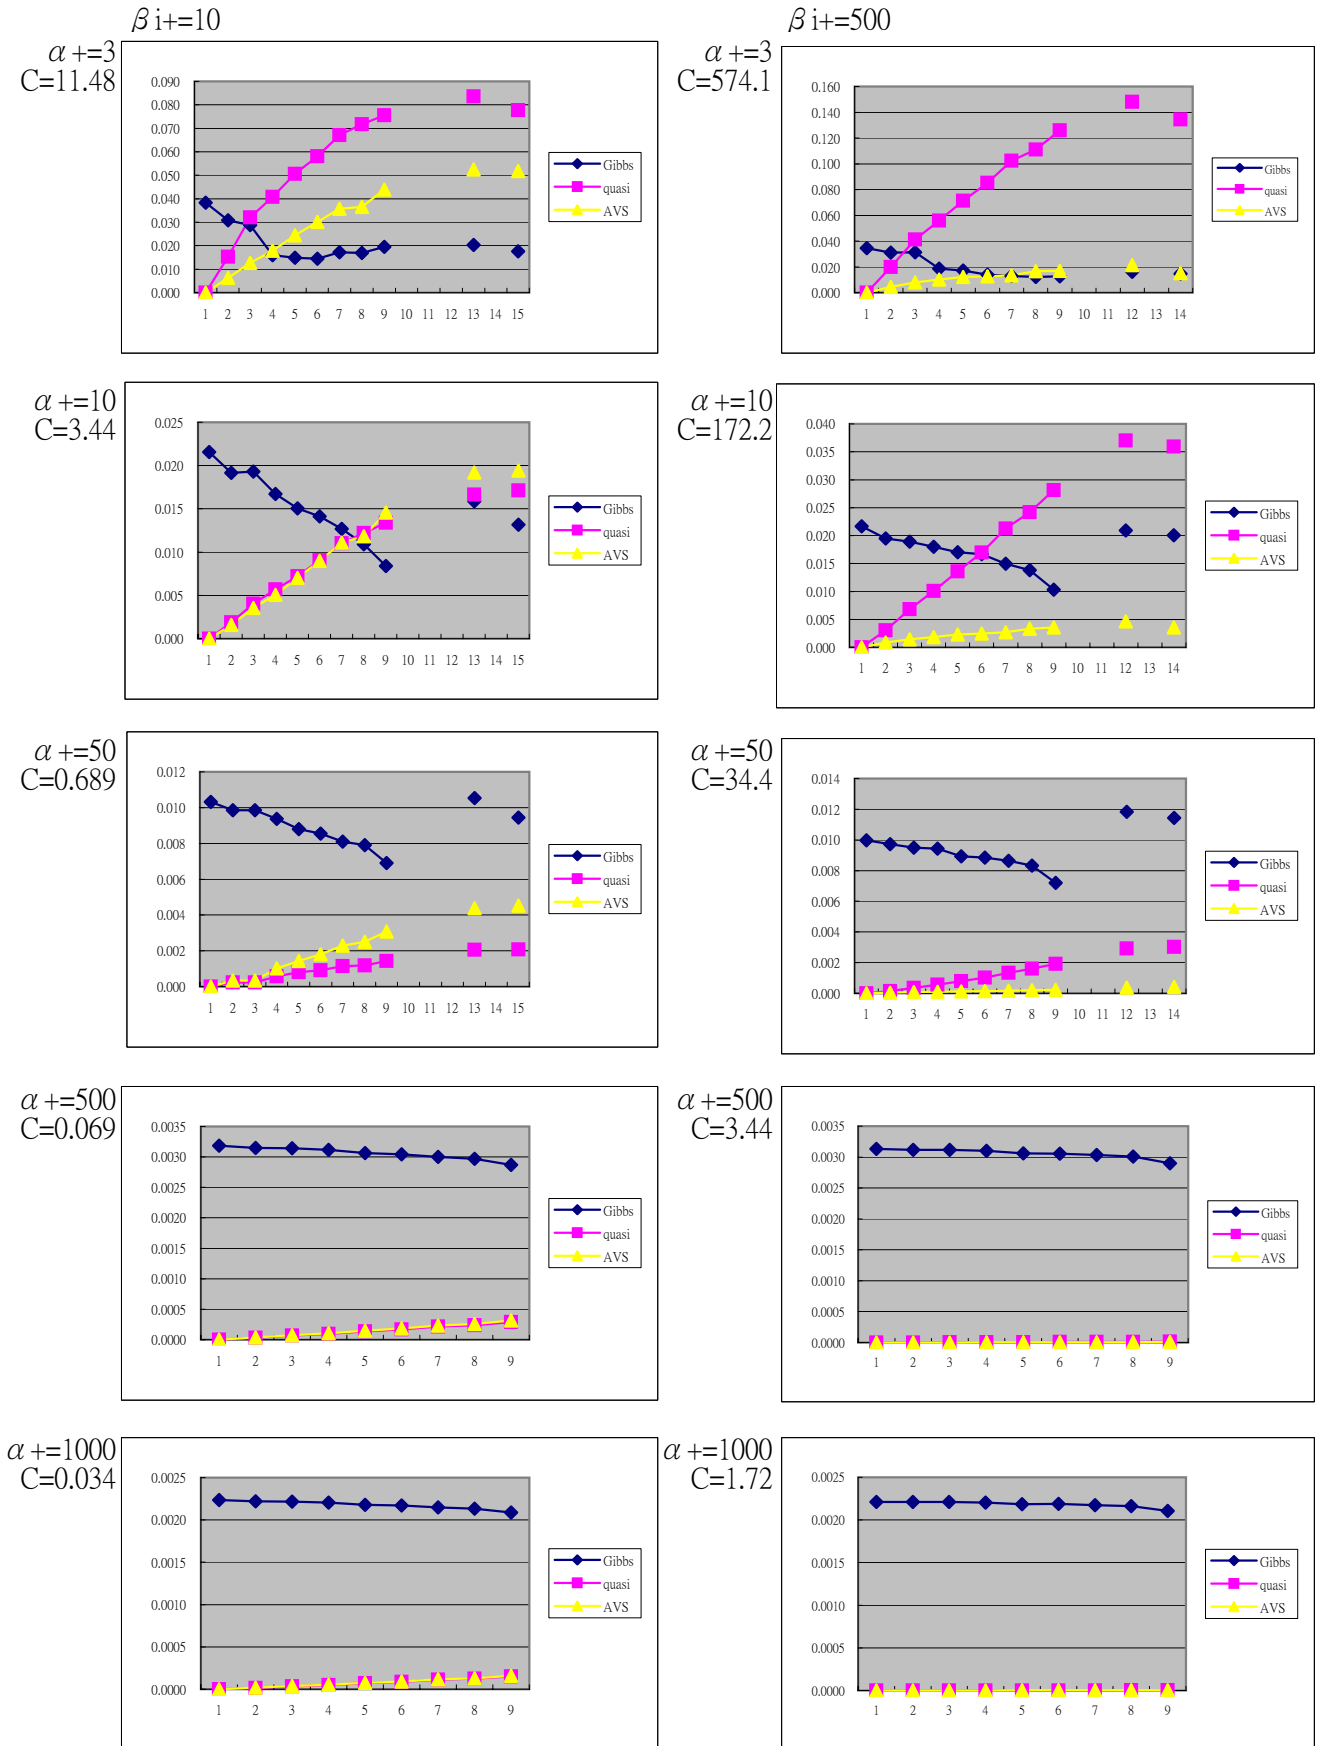 β i+=10
β i+=500
α +=3
C=11.48
0.090
0.080
0.070
0.060
0.050
0.040
0.030
0.020
0.010
0.000
1 2 3 4 5 6 7 8 9 10 11 12 13 14 15
Gibbs
quasi
AVS
α +=3
C=574.1
0.160
0.140
0.120
0.100
0.080
0.060
0.040
0.020
0.000
1 2 3 4 5 6 7 8 9 10 11 12 13 14
Gibbs
quasi
AVS
α +=10
C=3.44
0.025
0.020
0.015
0.010
0.005
0.000
1 2 3 4 5 6 7 8 9 10 11 12 13 14 15
Gibbs
quasi
AVS
α +=10
C=172.2
0.040
0.035
0.030
0.025
0.020
0.015
0.010
0.005
0.000
1 2 3 4 5 6 7 8 9 10 11 12 13 14
Gibbs
quasi
AVS
α +=50
C=0.689
0.012
0.010
0.008
0.006
0.004
0.002
0.000
1 2 3 4 5 6 7 8 9 10 11 12 13 14 15
Gibbs
quasi
AVS
α +=50
C=34.4
0.014
0.012
0.010
0.008
0.006
0.004
0.002
0.000
1 2 3 4 5 6 7 8 9 10 11 12 13 14
Gibbs
quasi
AVS
α +=500
C=0.069
0.0035
0.0030
0.0025
0.0020
0.0015
0.0010
0.0005
0.0000
1 2 3 4 5 6 7 8 9
Gibbs
quasi
AVS
α +=500
C=3.44
0.0035
0.0030
0.0025
0.0020
0.0015
0.0010
0.0005
0.0000
1 2 3 4 5 6 7 8 9
Gibbs
quasi
AVS
α +=1000
C=0.034
0.0025
0.0020
0.0015
0.0010
0.0005
0.0000
1 2 3 4 5 6 7 8 9
Gibbs
quasi
AVS
α +=1000
C=1.72
0.0025
0.0020
0.0015
0.0010
0.0005
0.0000
1 2 3 4 5 6 7 8 9
Gibbs
quasi
AVS